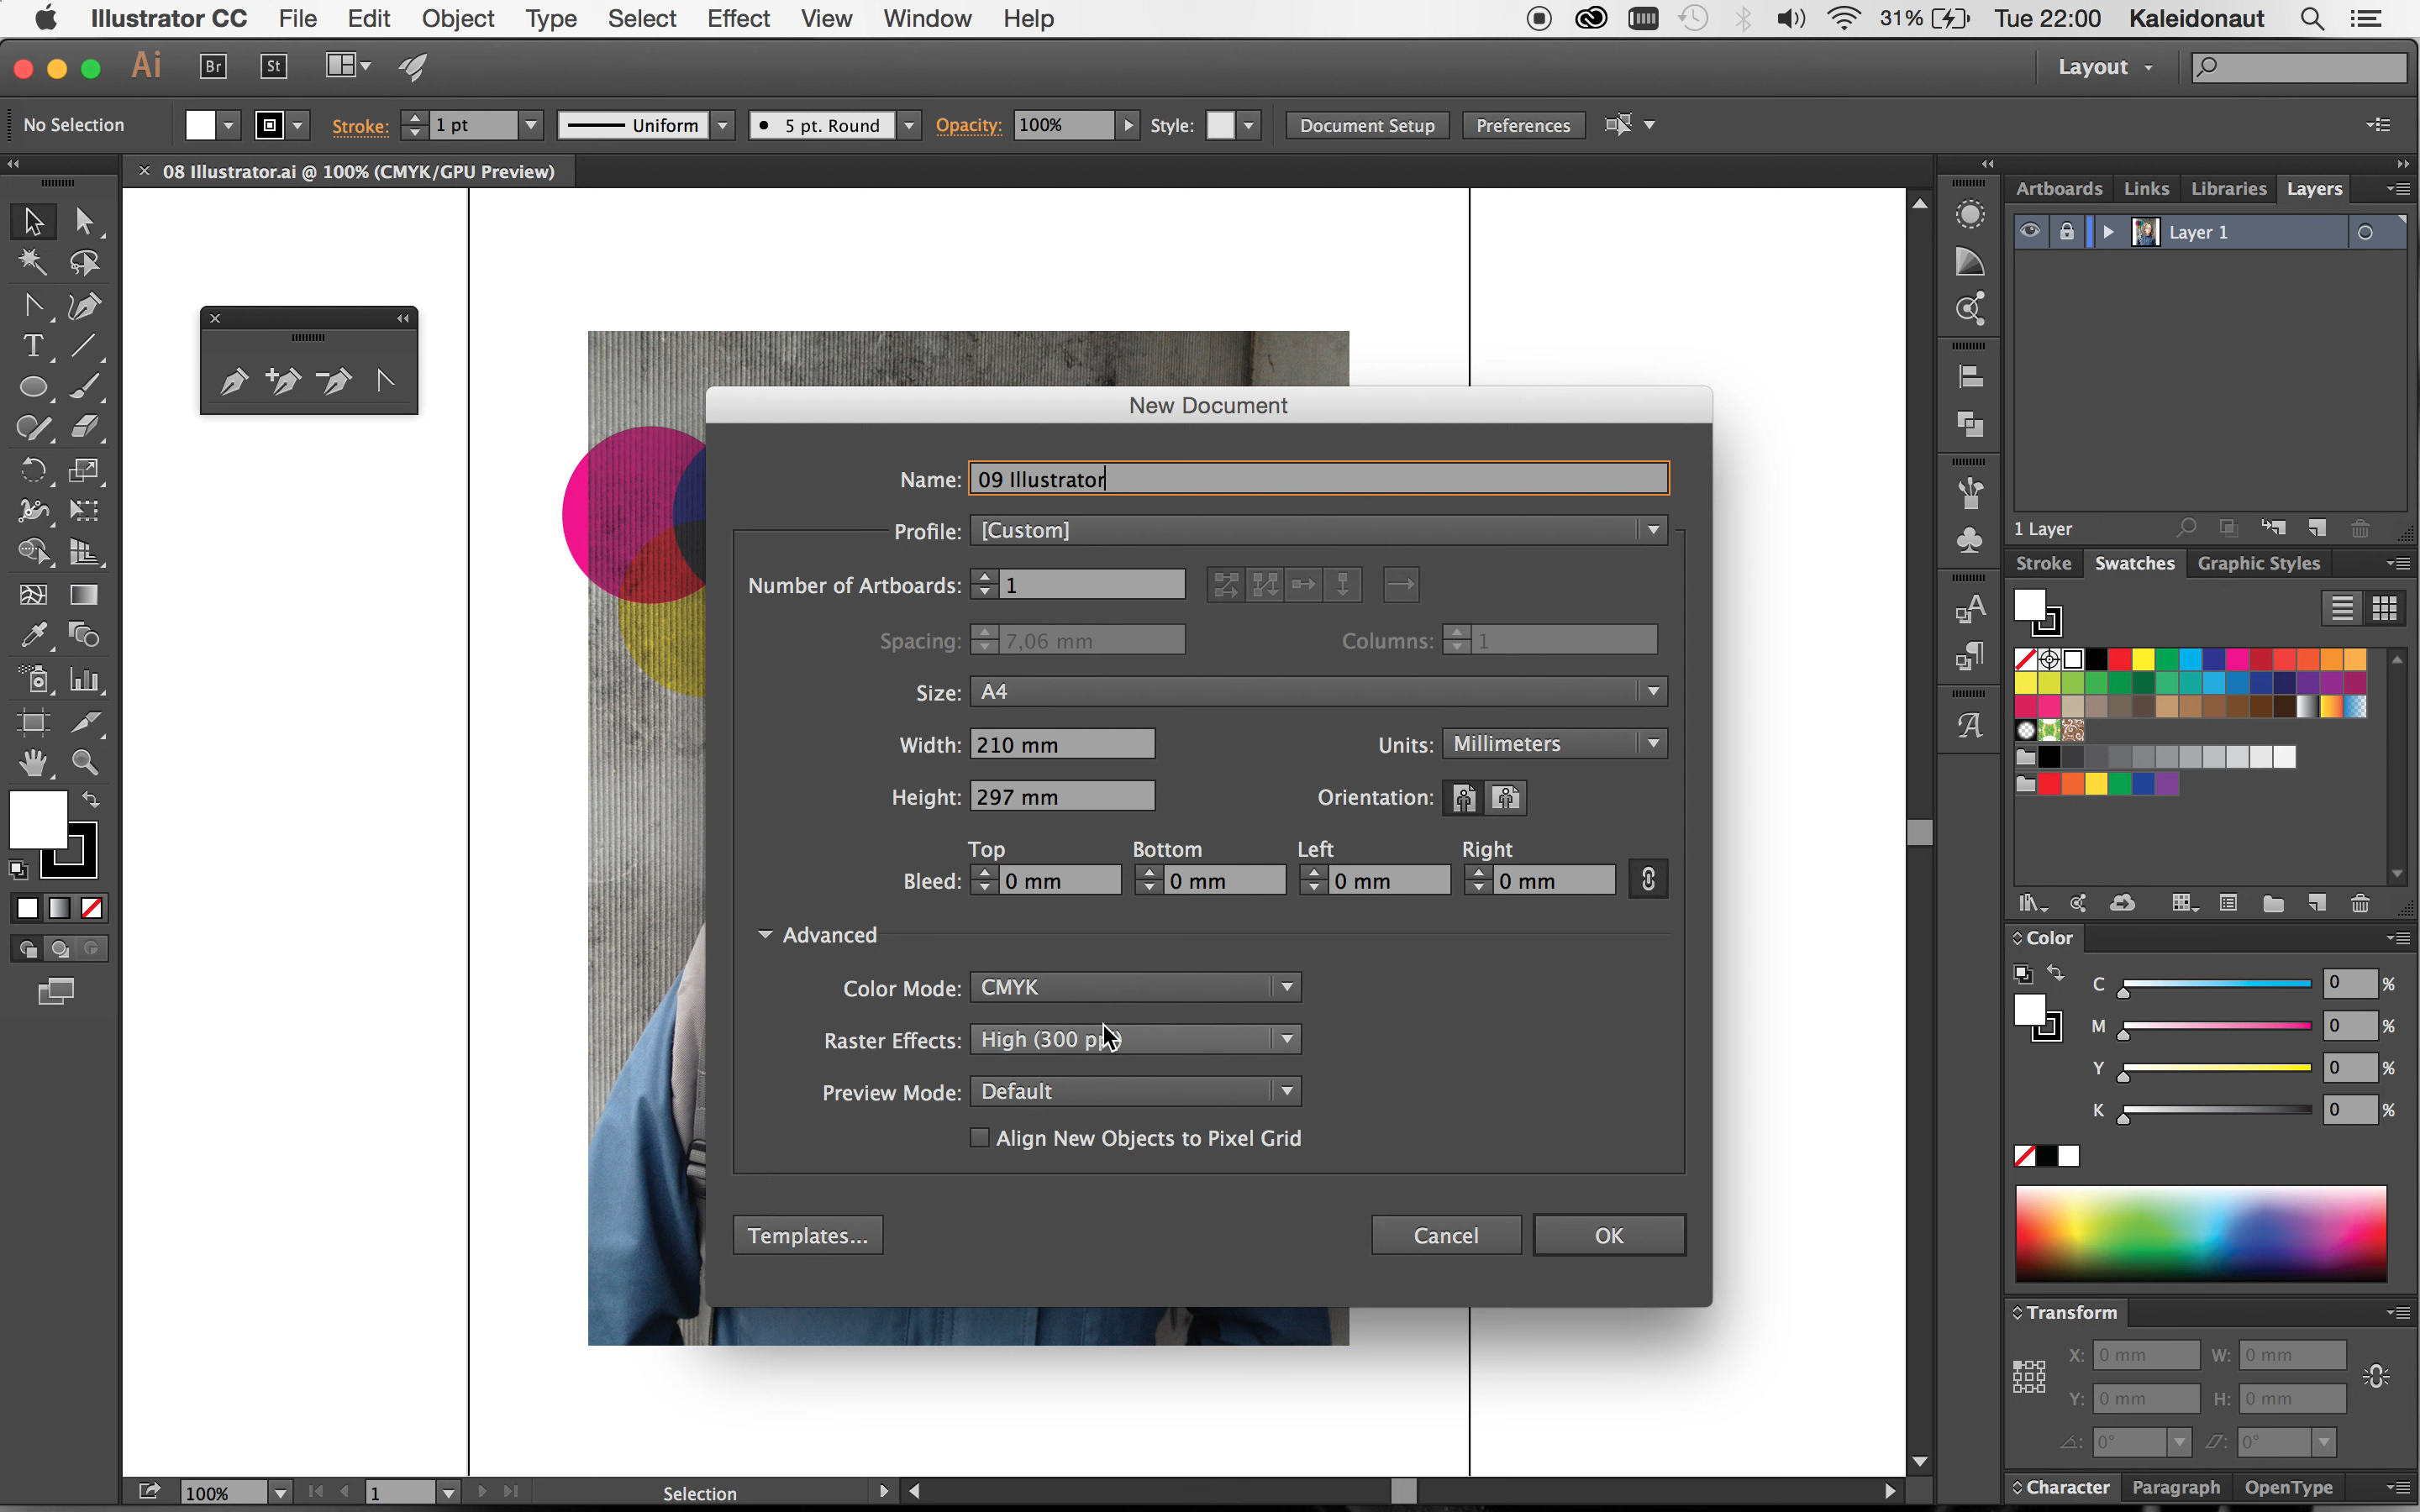 Illustrator CC File Edit Object Type Select Effect View Window Help 31% Tue 22:00 Kaleidonaut
Ai Br St Layout
No Selection Stroke: 1 pt Uniform 5 pt. Round Opacity: 100% Style: Document Setup Preferences
× 08 Illustrator.ai @ 100% (CMYK/GPU Preview)
Artboards Links Libraries Layers
Layer 1
1 Layer
Stroke Swatches Graphic Styles
New Document
Name: 09 Illustrator
Profile: [Custom]
Number of Artboards: 1
Spacing: 7,06 mm Columns: 1
Size: A4
Width: 210 mm Units: Millimeters
Height: 297 mm Orientation:
Top Bottom Left Right
Bleed: 0 mm 0 mm 0 mm 0 mm
Advanced
Color Mode: CMYK
Raster Effects: High (300 pp
Preview Mode: Default
Align New Objects to Pixel Grid
Templates... Cancel OK
Color
C 0 %
M 0 %
Y 0 %
K 0 %
Transform
X: 0 mm W: 0 mm
Y: 0 mm H: 0 mm
0° 0°
Character Paragraph OpenType
100% 1 Selection